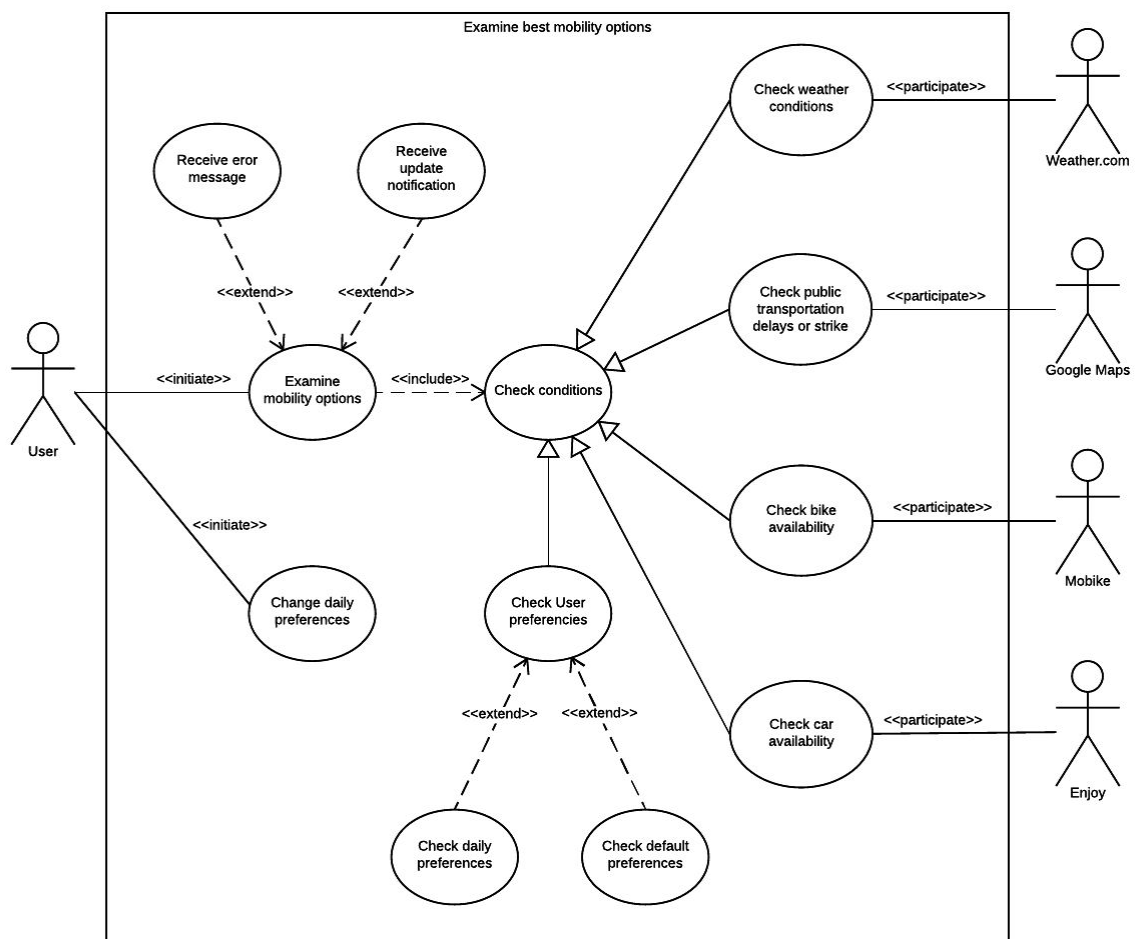 Examine best mobility options
Check weather
conditions
<<participate>>
Weather.com
Receive eror
message
Receive
update
notification
<<extend>>
<<extend>>
Check public
transportation
delays or strike
<<participate>>
Google Maps
User
<<initiate>>
Examine
mobility options
<<include>>
Check conditions
<<initiate>>
Check bike
availability
<<participate>>
Mobike
Change daily
preferences
Check User
preferencies
<<extend>>
<<extend>>
Check car
availability
<<participate>>
Enjoy
Check daily
preferences
Check default
preferences